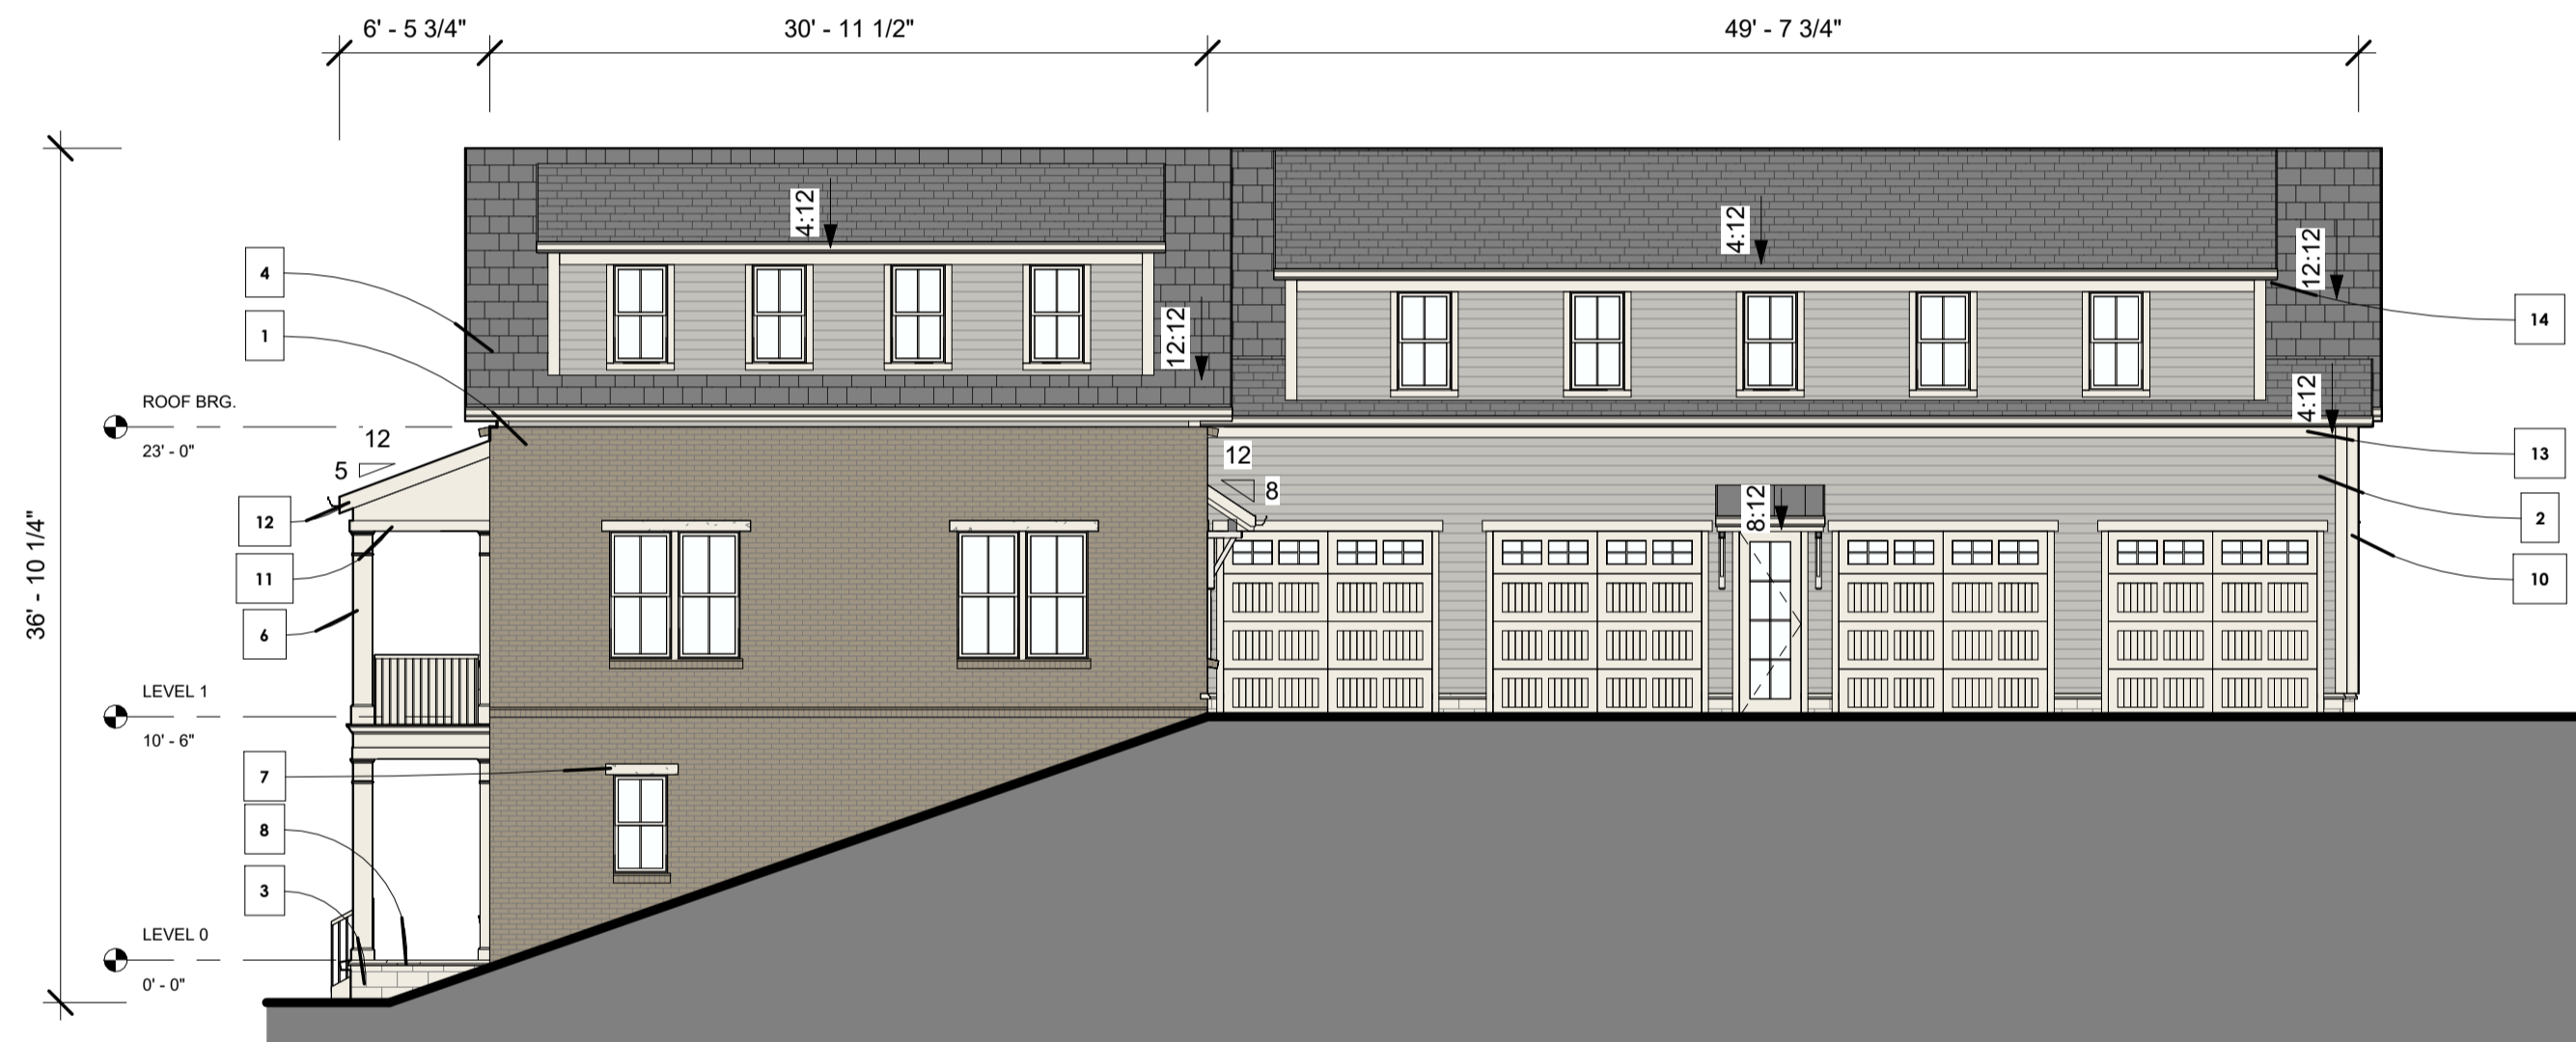 6' - 5 3/4"
30' - 11 1/2"
49' - 7 3/4"
36' - 10 1/4"
4:12
4:12
12:12
12:12
4:12
4
1
14
ROOF BRG.
23' - 0"
12
5
12
8
8:12
13
2
10
12
11
6
LEVEL 1
10' - 6"
7
8
3
LEVEL 0
0' - 0"